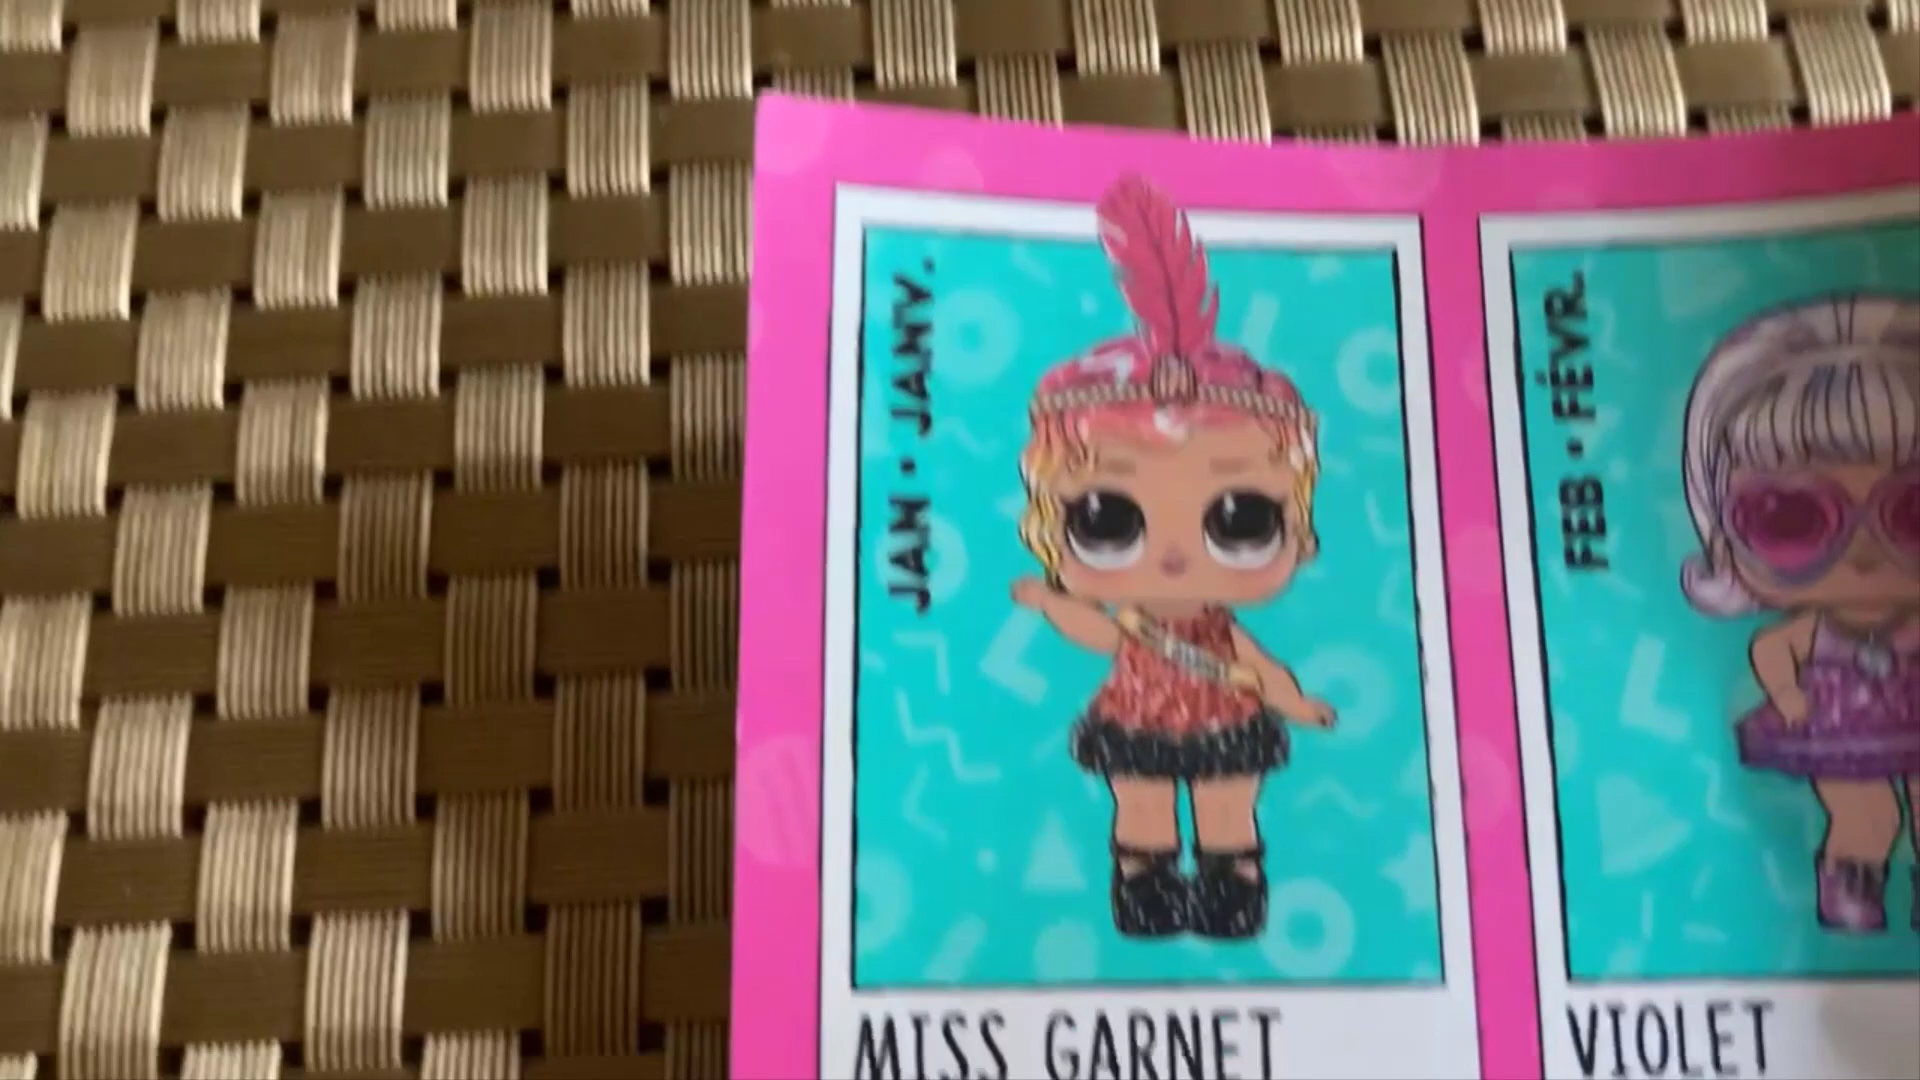 JAN • JANV.
FEB • FÉVR.
MISS GARNET
VIOLET